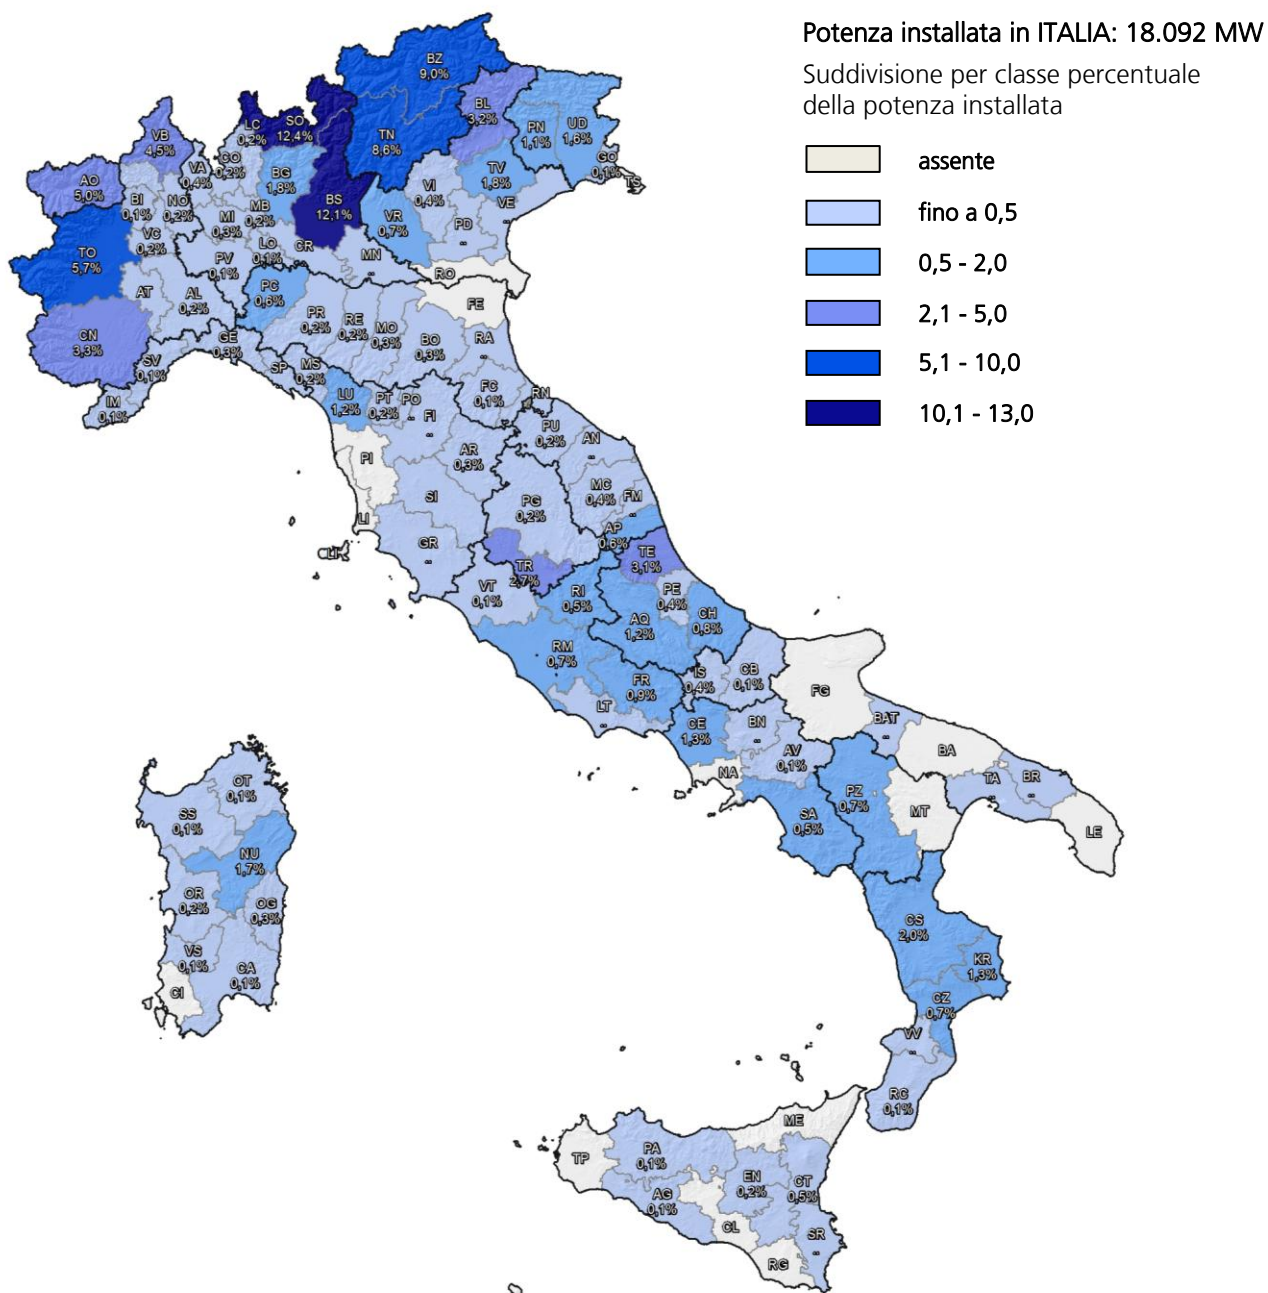 Potenza installata in ITALIA: 18.092 MW
Suddivisione per classe percentuale
della potenza installata
assente
fino a 0,5
0,5 - 2,0
2,1 - 5,0
5,1 - 10,0
10,1 - 13,0
BZ
9,0%
BL
3,2%
TN
8,6%
PN
1,1%
UD
1,6%
GO
0,1%
TS
SO
12,4%
LC
0,2%
VB
4,5%
CO
0,2%
VA
0,4%
BG
1,8%
AO
5,0%
BI
0,1%
NO
0,2%
MI
0,3%
MB
0,2%
BS
12,1%
VR
0,7%
VI
0,4%
TV
1,8%
VE
--
PD
--
TO
5,7%
VC
0,2%
PV
0,1%
LO
0,1%
CR
--
MN
--
RO
FE
AT
AL
0,2%
PC
0,6%
PR
0,2%
RE
0,2%
MO
0,3%
BO
0,3%
RA
--
CN
3,3%
SV
0,1%
GE
0,3%
SP
--
MS
0,2%
IM
0,1%
LU
1,2%
PT
0,2%
PO
--
FI
--
FC
0,1%
RN
--
PU
0,2%
AN
--
PI
AR
0,3%
SI
LI
GR
--
PG
0,2%
MC
0,4%
FM
--
AP
0,6%
TE
3,1%
TR
2,7%
VT
0,1%
RI
0,5%
PE
0,4%
AQ
1,2%
CH
0,8%
RM
0,7%
FR
0,9%
LT
--
IS
0,4%
CB
0,1%
FG
CE
1,3%
BN
--
BAT
--
AV
0,1%
NA
BA
SA
0,5%
PZ
0,7%
MT
TA
--
BR
--
LE
OT
0,1%
SS
0,1%
NU
1,7%
OR
0,2%
OG
0,3%
VS
0,1%
CA
0,1%
CI
CS
2,0%
KR
1,3%
CZ
0,7%
VV
--
RC
0,1%
ME
TP
PA
0,1%
EN
0,2%
CT
0,5%
AG
0,1%
CL
SR
--
RG